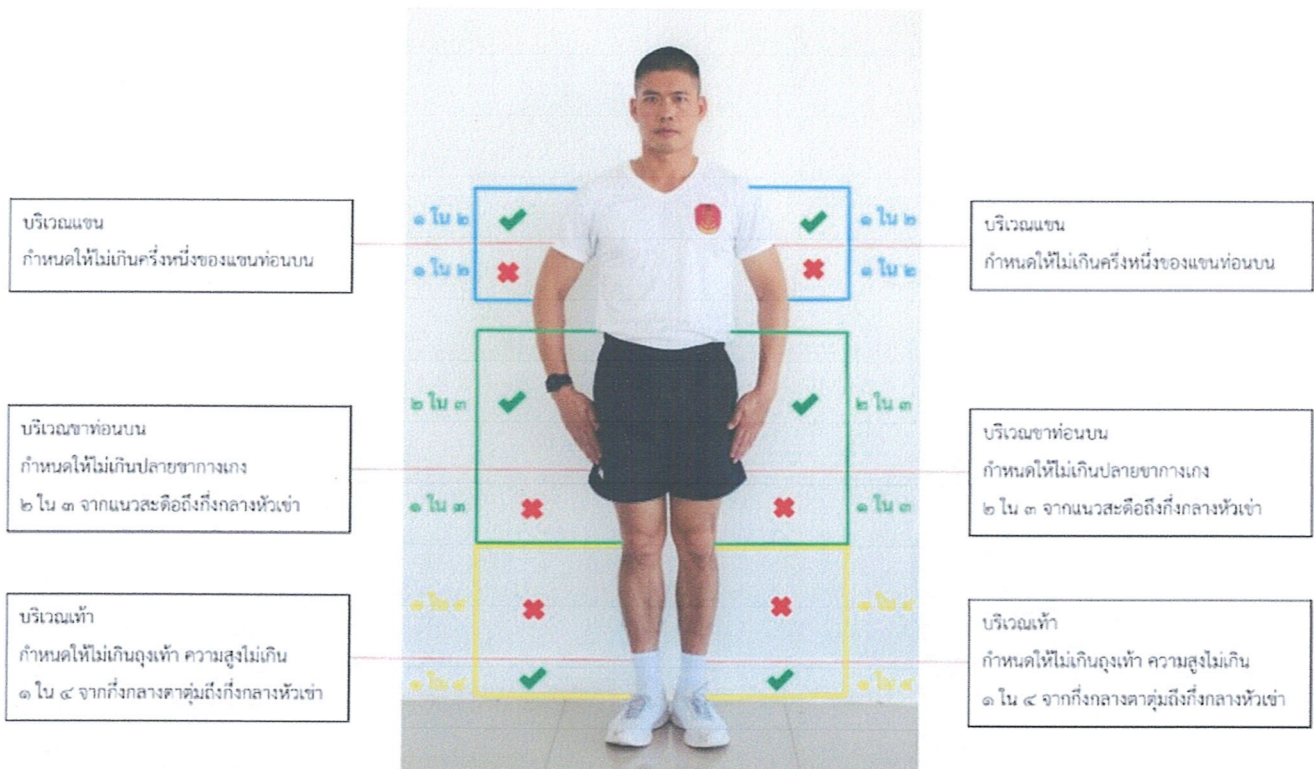 บริเวณแขน
กำหนดให้ไม่เกินครึ่งหนึ่งของแขนท่อนบน
๑ ใน ๒
๑ ใน ๒
๑ ใน ๒
๑ ใน ๒
บริเวณแขน
กำหนดให้ไม่เกินครึ่งหนึ่งของแขนท่อนบน
บริเวณขาท่อนบน
กำหนดให้ไม่เกินปลายขากางเกง
๒ ใน ๓ จากแนวสะดือถึงกึ่งกลางหัวเข่า
๒ ใน ๓
๑ ใน ๓
๒ ใน ๓
๑ ใน ๓
บริเวณขาท่อนบน
กำหนดให้ไม่เกินปลายขากางเกง
๒ ใน ๓ จากแนวสะดือถึงกึ่งกลางหัวเข่า
บริเวณเท้า
กำหนดให้ไม่เกินถุงเท้า ความสูงไม่เกิน
๑ ใน ๔ จากกึ่งกลางตาตุ่มถึงกึ่งกลางหัวเข่า
๑ ใน ๔
๑ ใน ๔
๑ ใน ๔
๑ ใน ๔
บริเวณเท้า
กำหนดให้ไม่เกินถุงเท้า ความสูงไม่เกิน
๑ ใน ๔ จากกึ่งกลางตาตุ่มถึงกึ่งกลางหัวเข่า